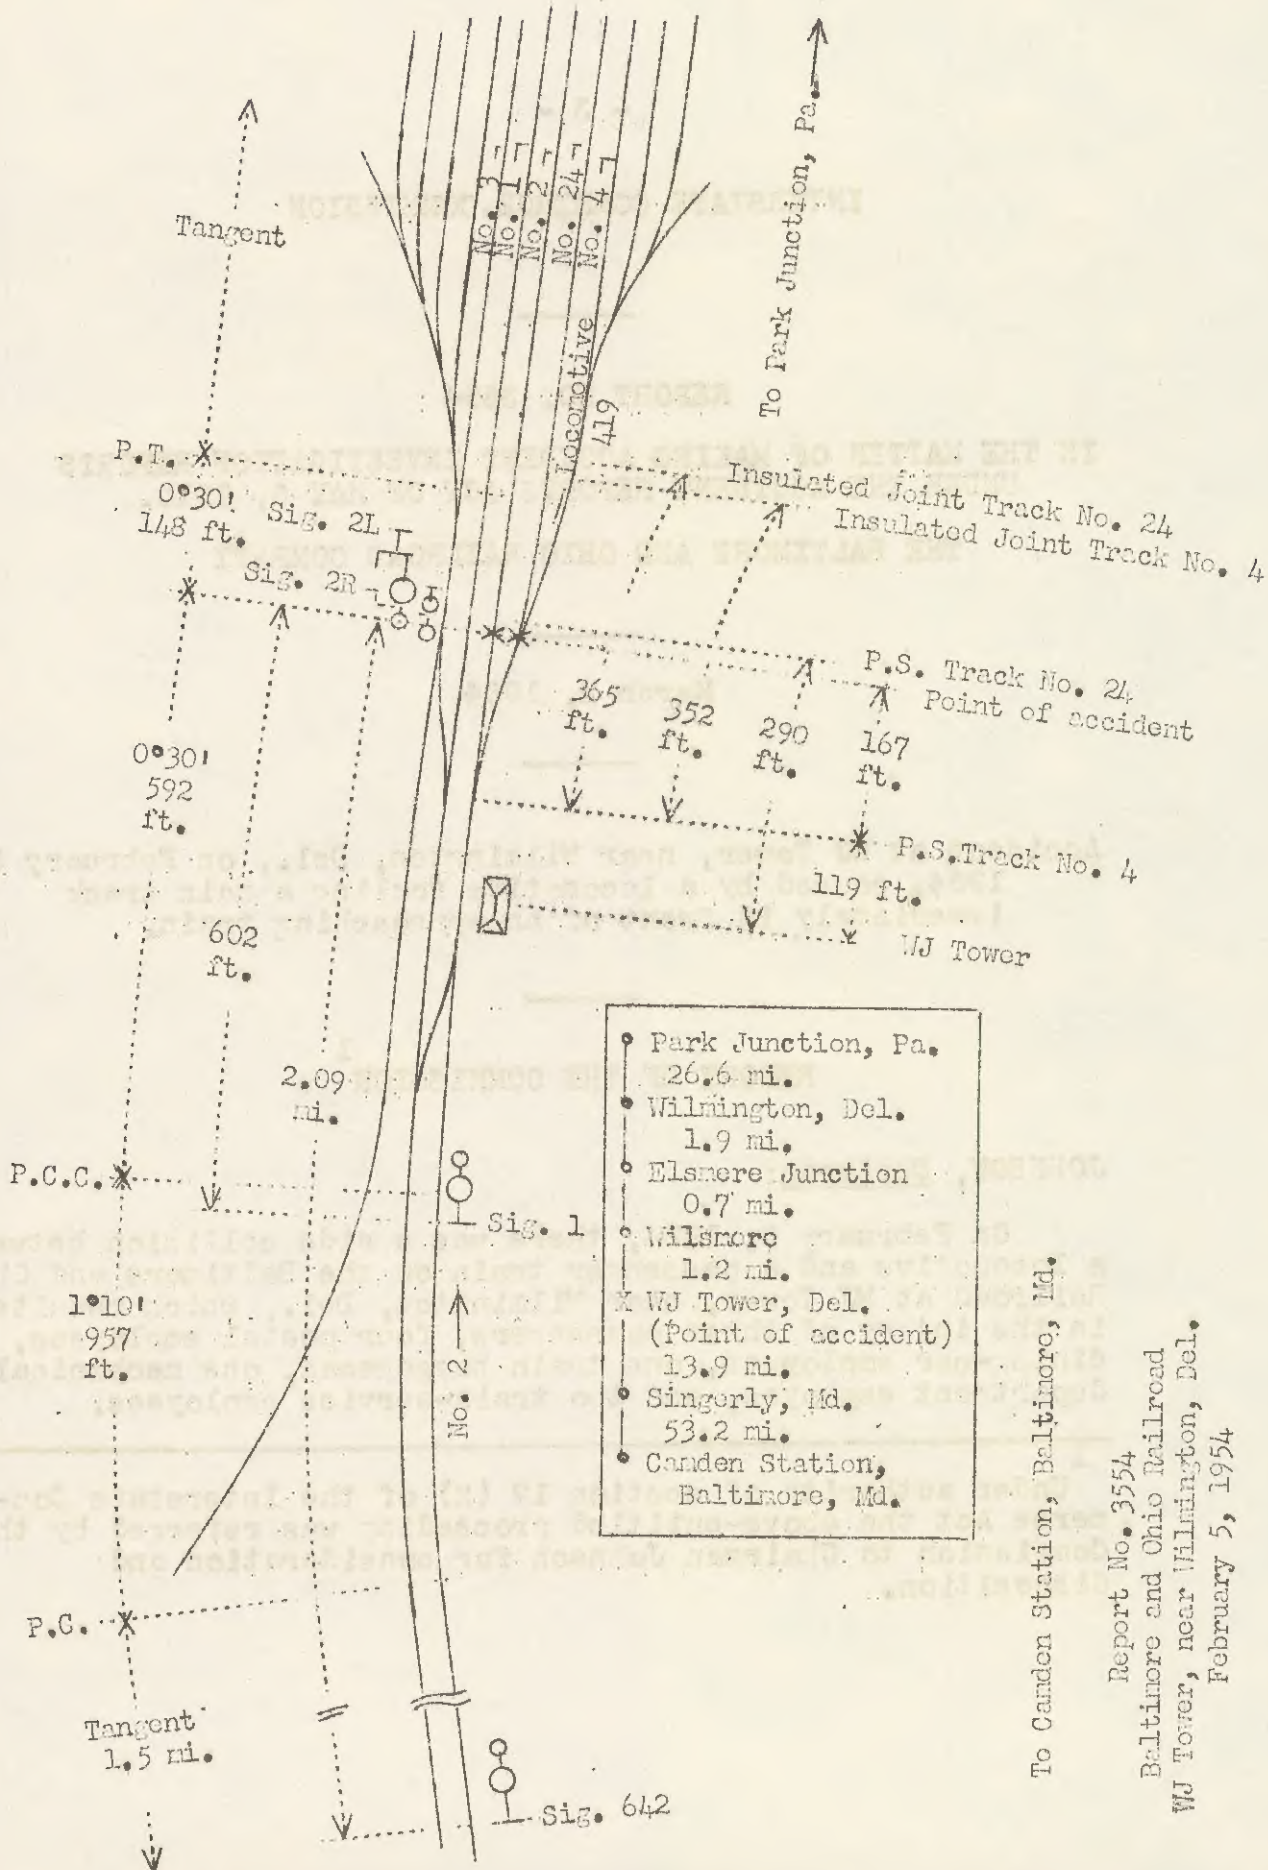 To Park Junction, Pa.
Tangent
No. 3
No. 1
No. 2
No. 24
No. 4
Locomotive
419
P.T.
0°30'
148 ft.
Sig. 2L
Sig. 2R
Insulated Joint Track No. 24
Insulated Joint Track No. 4
P.S. Track No. 24
Point of accident
365
ft.
352
ft.
290
ft.
167
ft.
0°30'
592
ft.
P.S.Track No. 4
119 ft.
WJ Tower
602
ft.
2.09
mi.
P.C.C.
Sig. 1
1°10'
957
ft.
No. 2
Park Junction, Pa.
26.6 mi.
Wilmington, Del.
1.9 mi.
Elsmere Junction
0.7 mi.
Wilsmere
1.2 mi.
X WJ Tower, Del.
(Point of accident)
13.9 mi.
Singerly, Md.
53.2 mi.
Camden Station,
Baltimore, Md.
P.C.
Tangent
1.5 mi.
Sig. 642
To Camden Station, Baltimore, Md.
Report No. 3554
Baltimore and Ohio Railroad
WJ Tower, near Wilmington, Del.
February 5, 1954